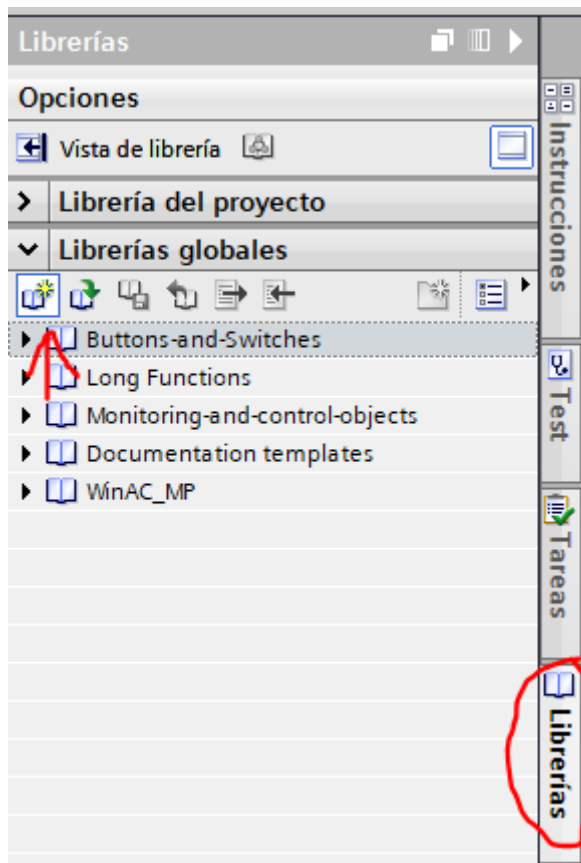 Librerías
Opciones
Vista de librería
Librería del proyecto
Librerías globales
Buttons-and-Switches
Long Functions
Monitoring-and-control-objects
Documentation templates
WinAC_MP
Instrucciones
Test
Tareas
Librerías